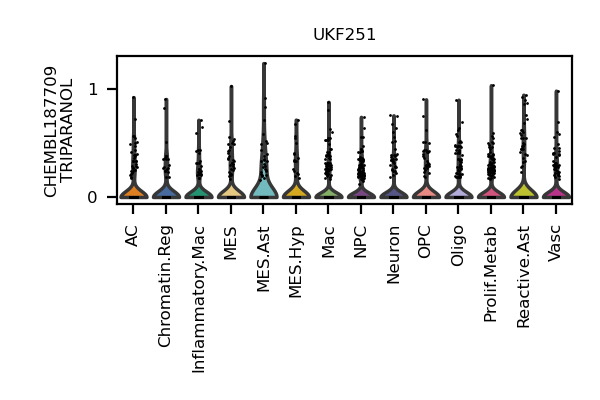 UKF251
CHEMBL187709
TRIPARANOL
1
0
AC
Chromatin.Reg
Inflammatory.Mac
MES
MES.Ast
MES.Hyp
Mac
NPC
Neuron
OPC
Oligo
Prolif.Metab
Reactive.Ast
Vasc